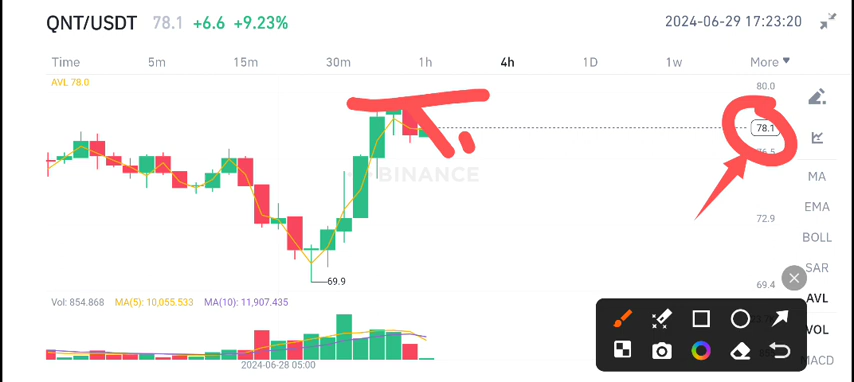 QNT/USDT 78.1 +6.6 +9.23% 2024-06-29 17:23:20
Time 5m 15m 30m 1h 4h 1D 1w More
AVL 78.0
80.0
78.1
76.5
BINANCE
MA
EMA
72.9
BOLL
SAR
69.9
69.4
Vol: 854.868 MA(5): 10,055.533 MA(10): 11,907.435
AVL
VOL
MACD
2024-06-28 05:00